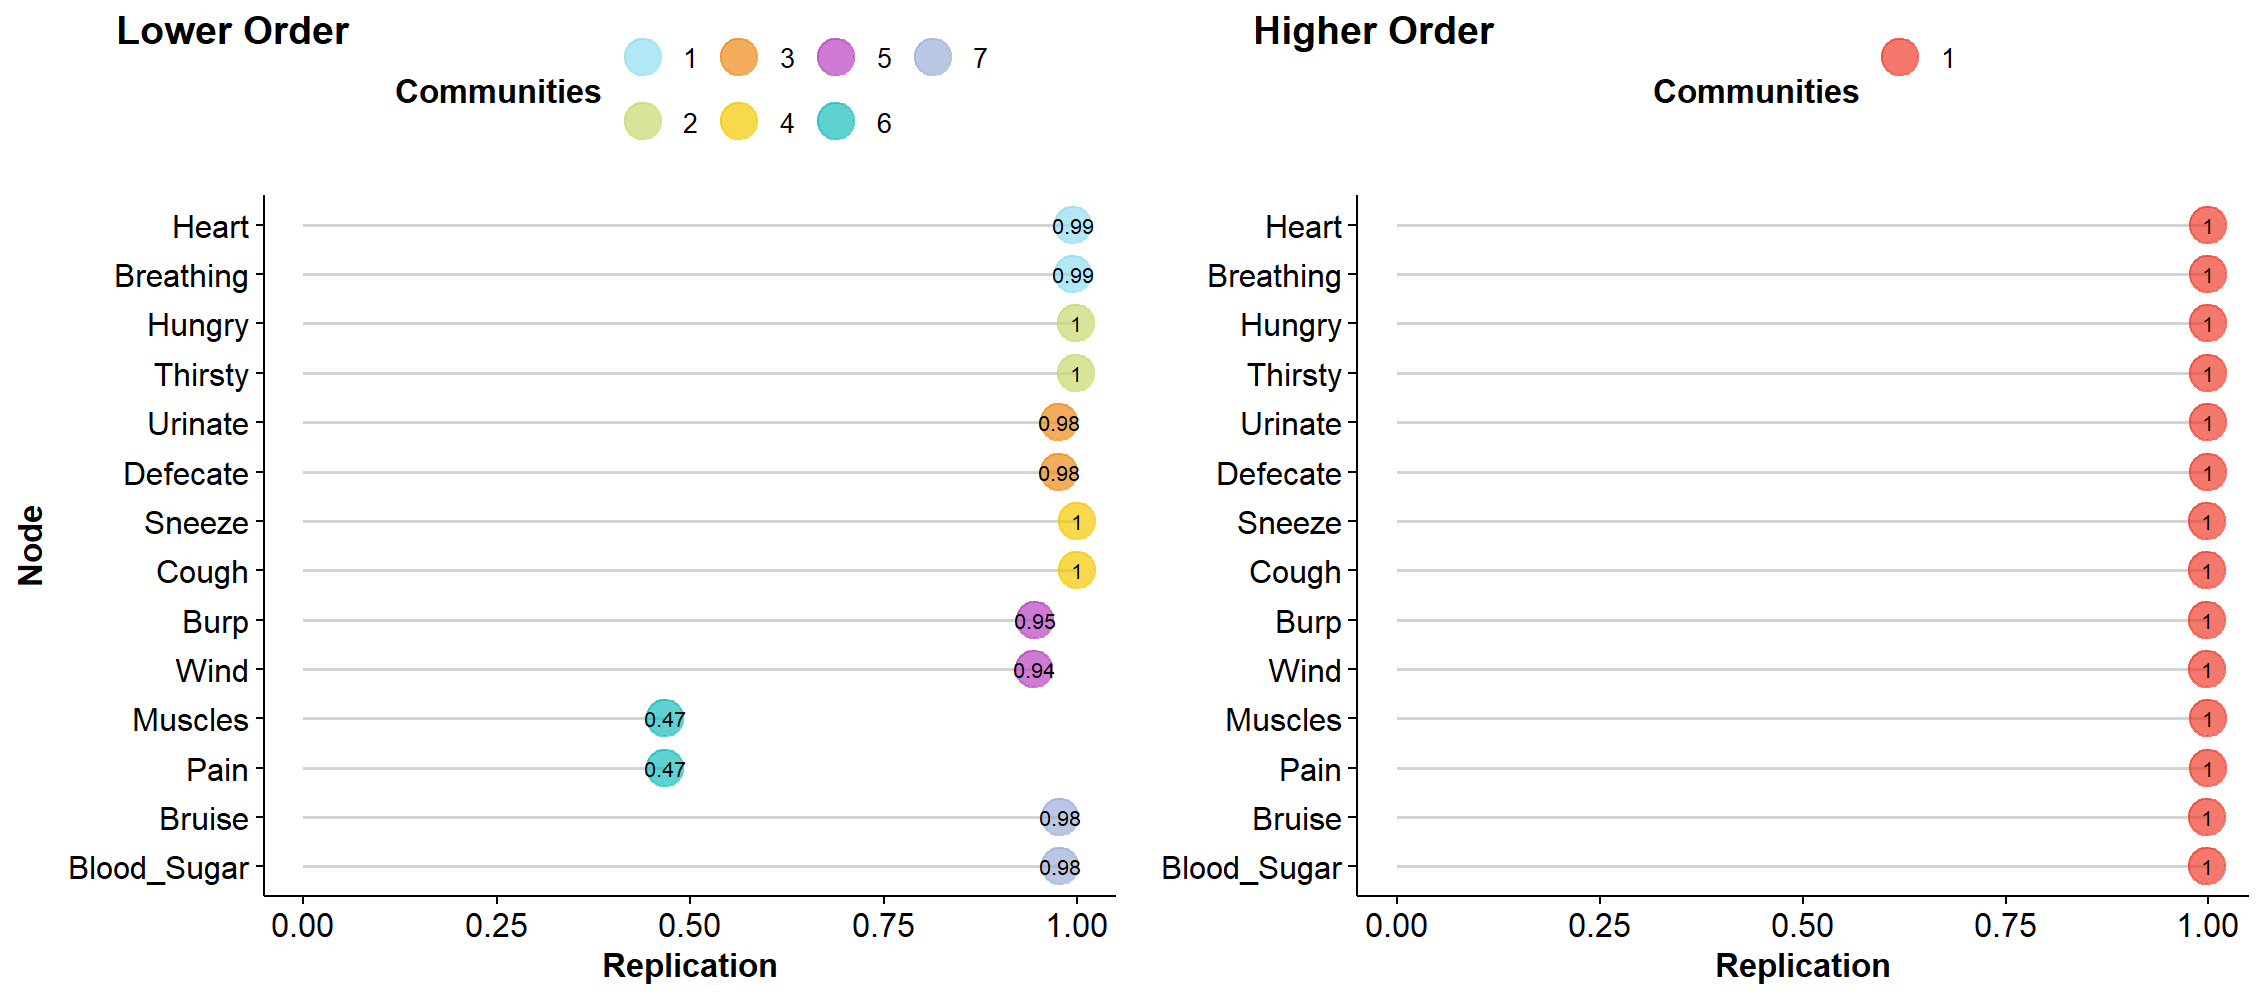 Lower Order
Communities
1 3 5 7
2 4 6
Node
Heart 0.99
Breathing 0.99
Hungry 1
Thirsty 1
Urinate 0.98
Defecate 0.98
Sneeze 1
Cough 1
Burp 0.95
Wind 0.94
Muscles 0.47
Pain 0.47
Bruise 0.98
Blood_Sugar 0.98
0.00 0.25 0.50 0.75 1.00
Replication
Higher Order
Communities
1
Heart 1
Breathing 1
Hungry 1
Thirsty 1
Urinate 1
Defecate 1
Sneeze 1
Cough 1
Burp 1
Wind 1
Muscles 1
Pain 1
Bruise 1
Blood_Sugar 1
0.00 0.25 0.50 0.75 1.00
Replication